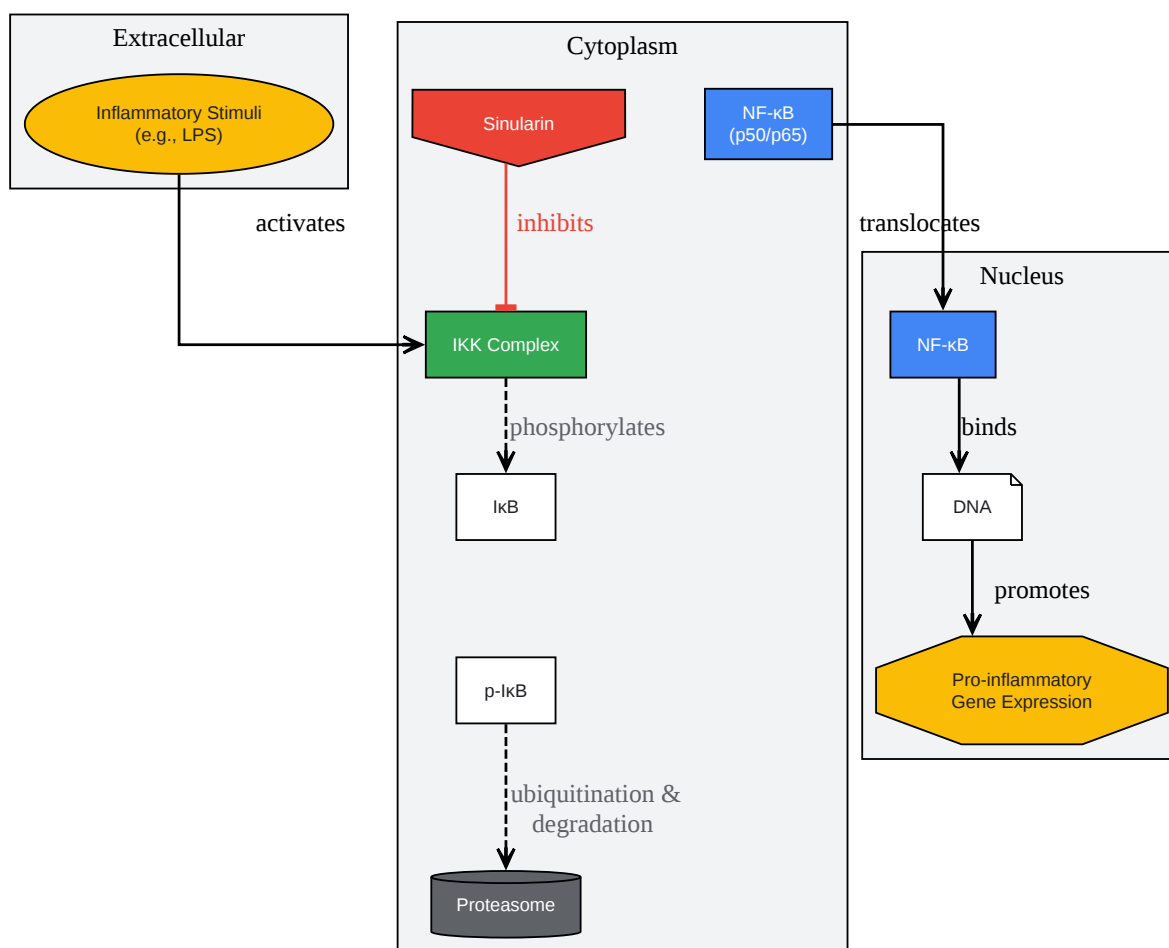 Extracellular
Inflammatory Stimuli
(e.g., LPS)
activates
Cytoplasm
Sinularin
inhibits
NF-κB
(p50/p65)
translocates
IKK Complex
phosphorylates
IκB
p-IκB
ubiquitination &
degradation
Proteasome
Nucleus
NF-κB
binds
DNA
promotes
Pro-inflammatory
Gene Expression